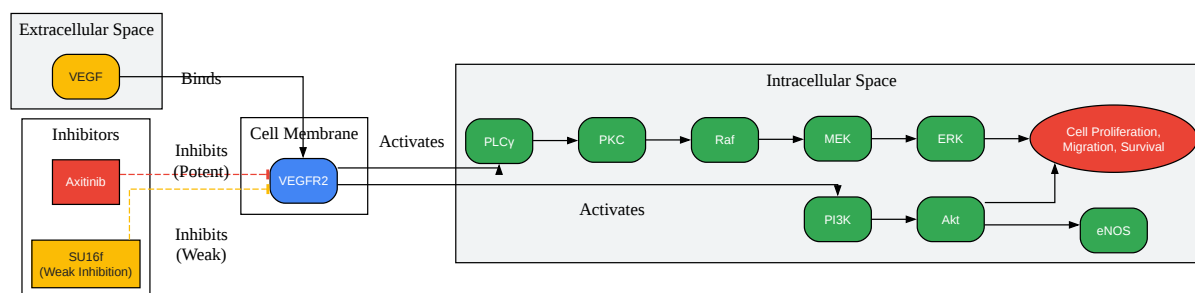 Extracellular Space
VEGF
Binds
Inhibitors
Axitinib
SU16f
(Weak Inhibition)
Inhibits
(Potent)
Inhibits
(Weak)
Cell Membrane
VEGFR2
Activates
Activates
Intracellular Space
PLCγ
PKC
Raf
MEK
ERK
Cell Proliferation,
Migration, Survival
PI3K
Akt
eNOS